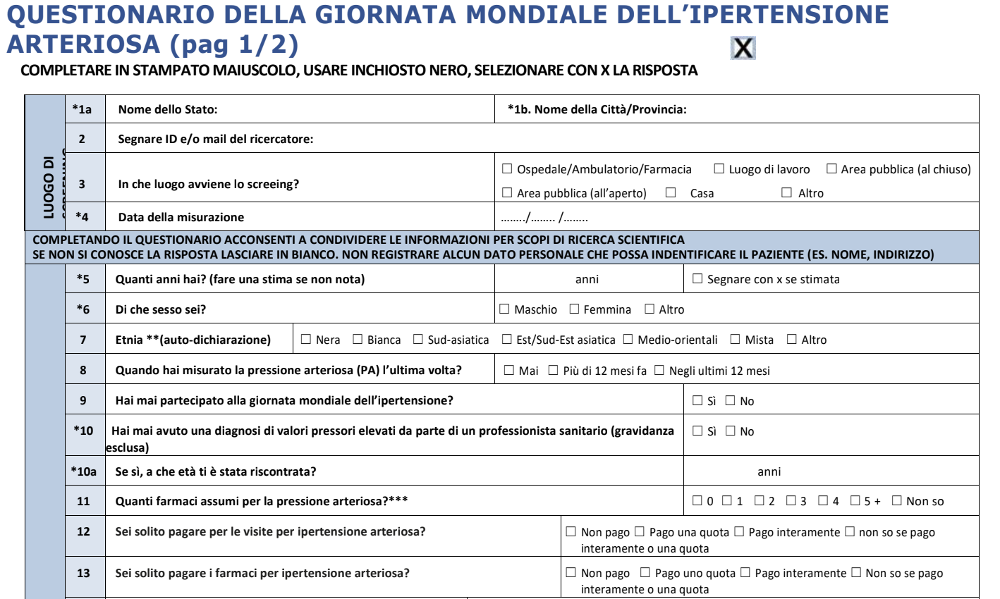 QUESTIONARIO DELLA GIORNATA MONDIALE DELL’IPERTENSIONE
ARTERIOSA (pag 1/2)
X
COMPLETARE IN STAMPATO MAIUSCOLO, USARE INCHIOSTO NERO, SELEZIONARE CON X LA RISPOSTA
LUOGO DI
*1a Nome dello Stato: *1b. Nome della Città/Provincia:
2 Segnare ID e/o mail del ricercatore:
3 In che luogo avviene lo screeing? ☐ Ospedale/Ambulatorio/Farmacia ☐ Luogo di lavoro ☐ Area pubblica (al chiuso)
☐ Area pubblica (all’aperto) ☐ Casa ☐ Altro
*4 Data della misurazione ……../…….. /……..
COMPLETANDO IL QUESTIONARIO ACCONSENTI A CONDIVIDERE LE INFORMAZIONI PER SCOPI DI RICERCA SCIENTIFICA
SE NON SI CONOSCE LA RISPOSTA LASCIARE IN BIANCO. NON REGISTRARE ALCUN DATO PERSONALE CHE POSSA INDENTIFICARE IL PAZIENTE (ES. NOME, INDIRIZZO)
*5 Quanti anni hai? (fare una stima se non nota) anni ☐ Segnare con x se stimata
*6 Di che sesso sei? ☐ Maschio ☐ Femmina ☐ Altro
7 Etnia **(auto-dichiarazione) ☐ Nera ☐ Bianca ☐ Sud-asiatica ☐ Est/Sud-Est asiatica ☐ Medio-orientali ☐ Mista ☐ Altro
8 Quando hai misurato la pressione arteriosa (PA) l’ultima volta? ☐ Mai ☐ Più di 12 mesi fa ☐ Negli ultimi 12 mesi
9 Hai mai partecipato alla giornata mondiale dell’ipertensione? ☐ Sì ☐ No
*10 Hai mai avuto una diagnosi di valori pressori elevati da parte di un professionista sanitario (gravidanza ☐ Sì ☐ No
esclusa)
*10a Se sì, a che età ti è stata riscontrata? anni
11 Quanti farmaci assumi per la pressione arteriosa?*** ☐ 0 ☐ 1 ☐ 2 ☐ 3 ☐ 4 ☐ 5 + ☐ Non so
12 Sei solito pagare per le visite per ipertensione arteriosa? ☐ Non pago ☐ Pago una quota ☐ Pago interamente ☐ non so se pago
interamente o una quota
13 Sei solito pagare i farmaci per ipertensione arteriosa? ☐ Non pago ☐ Pago uno quota ☐ Pago interamente ☐ Non so se pago
interamente o una quota